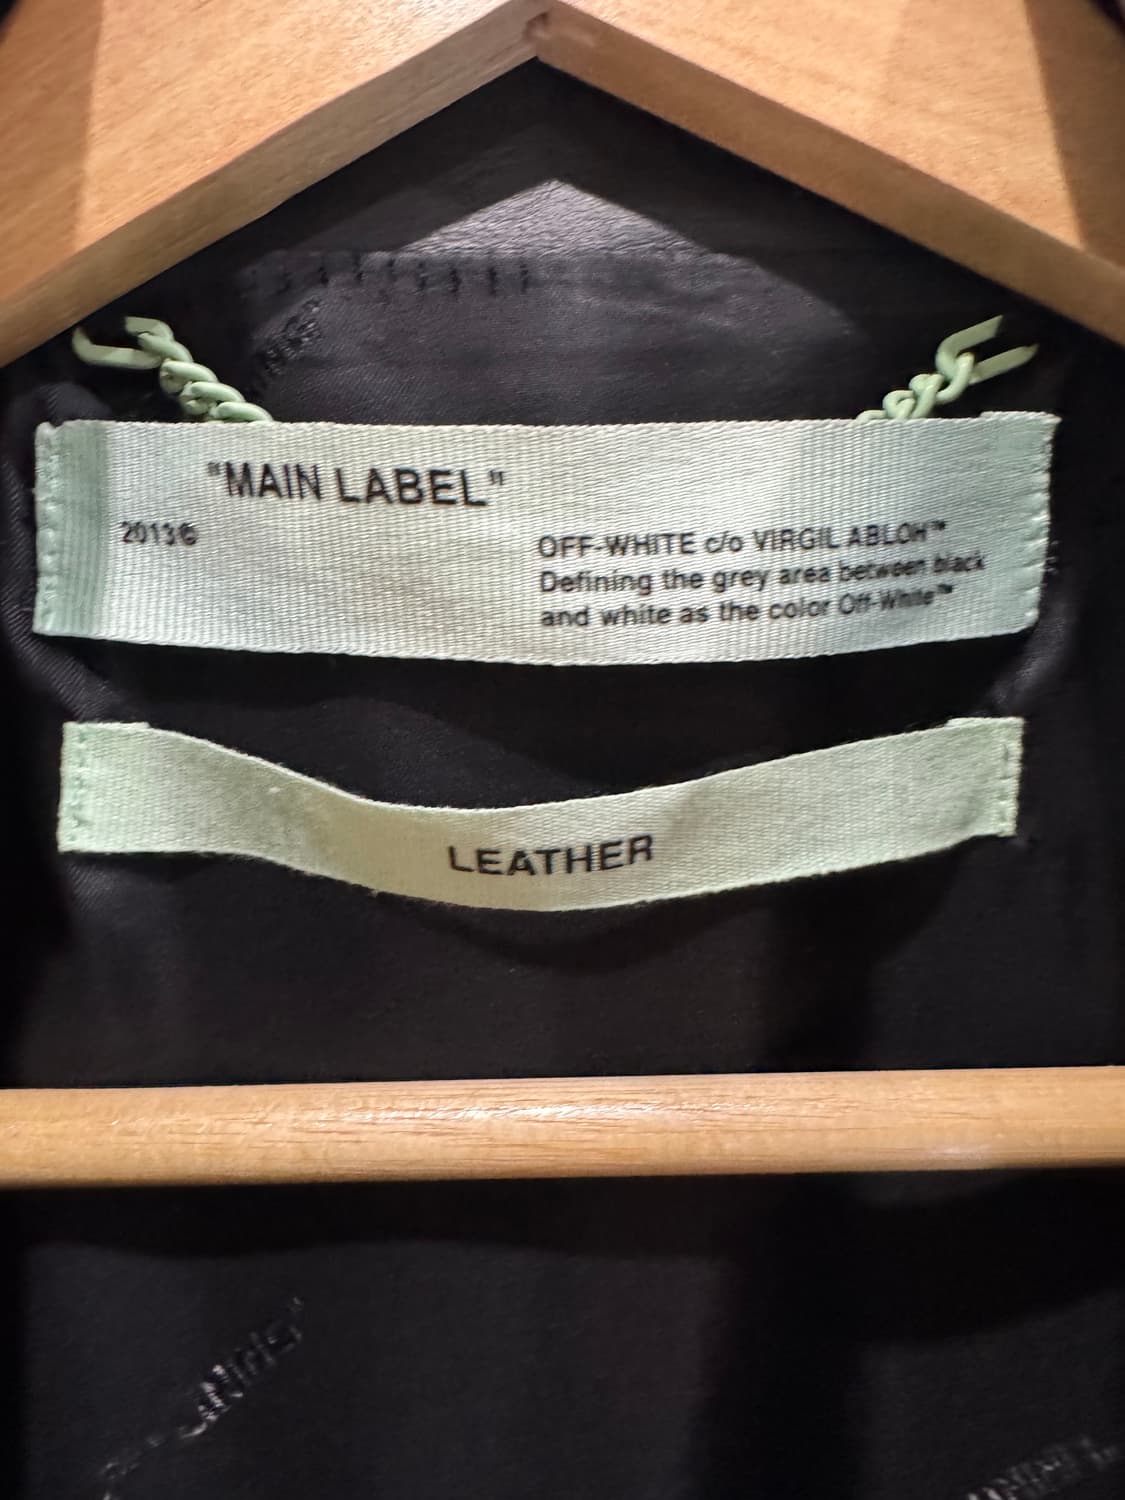 "MAIN LABEL"
2013©
OFF-WHITE c/o VIRGIL ABLOH™
Defining the grey area between black
and white as the color Off-White™
LEATHER